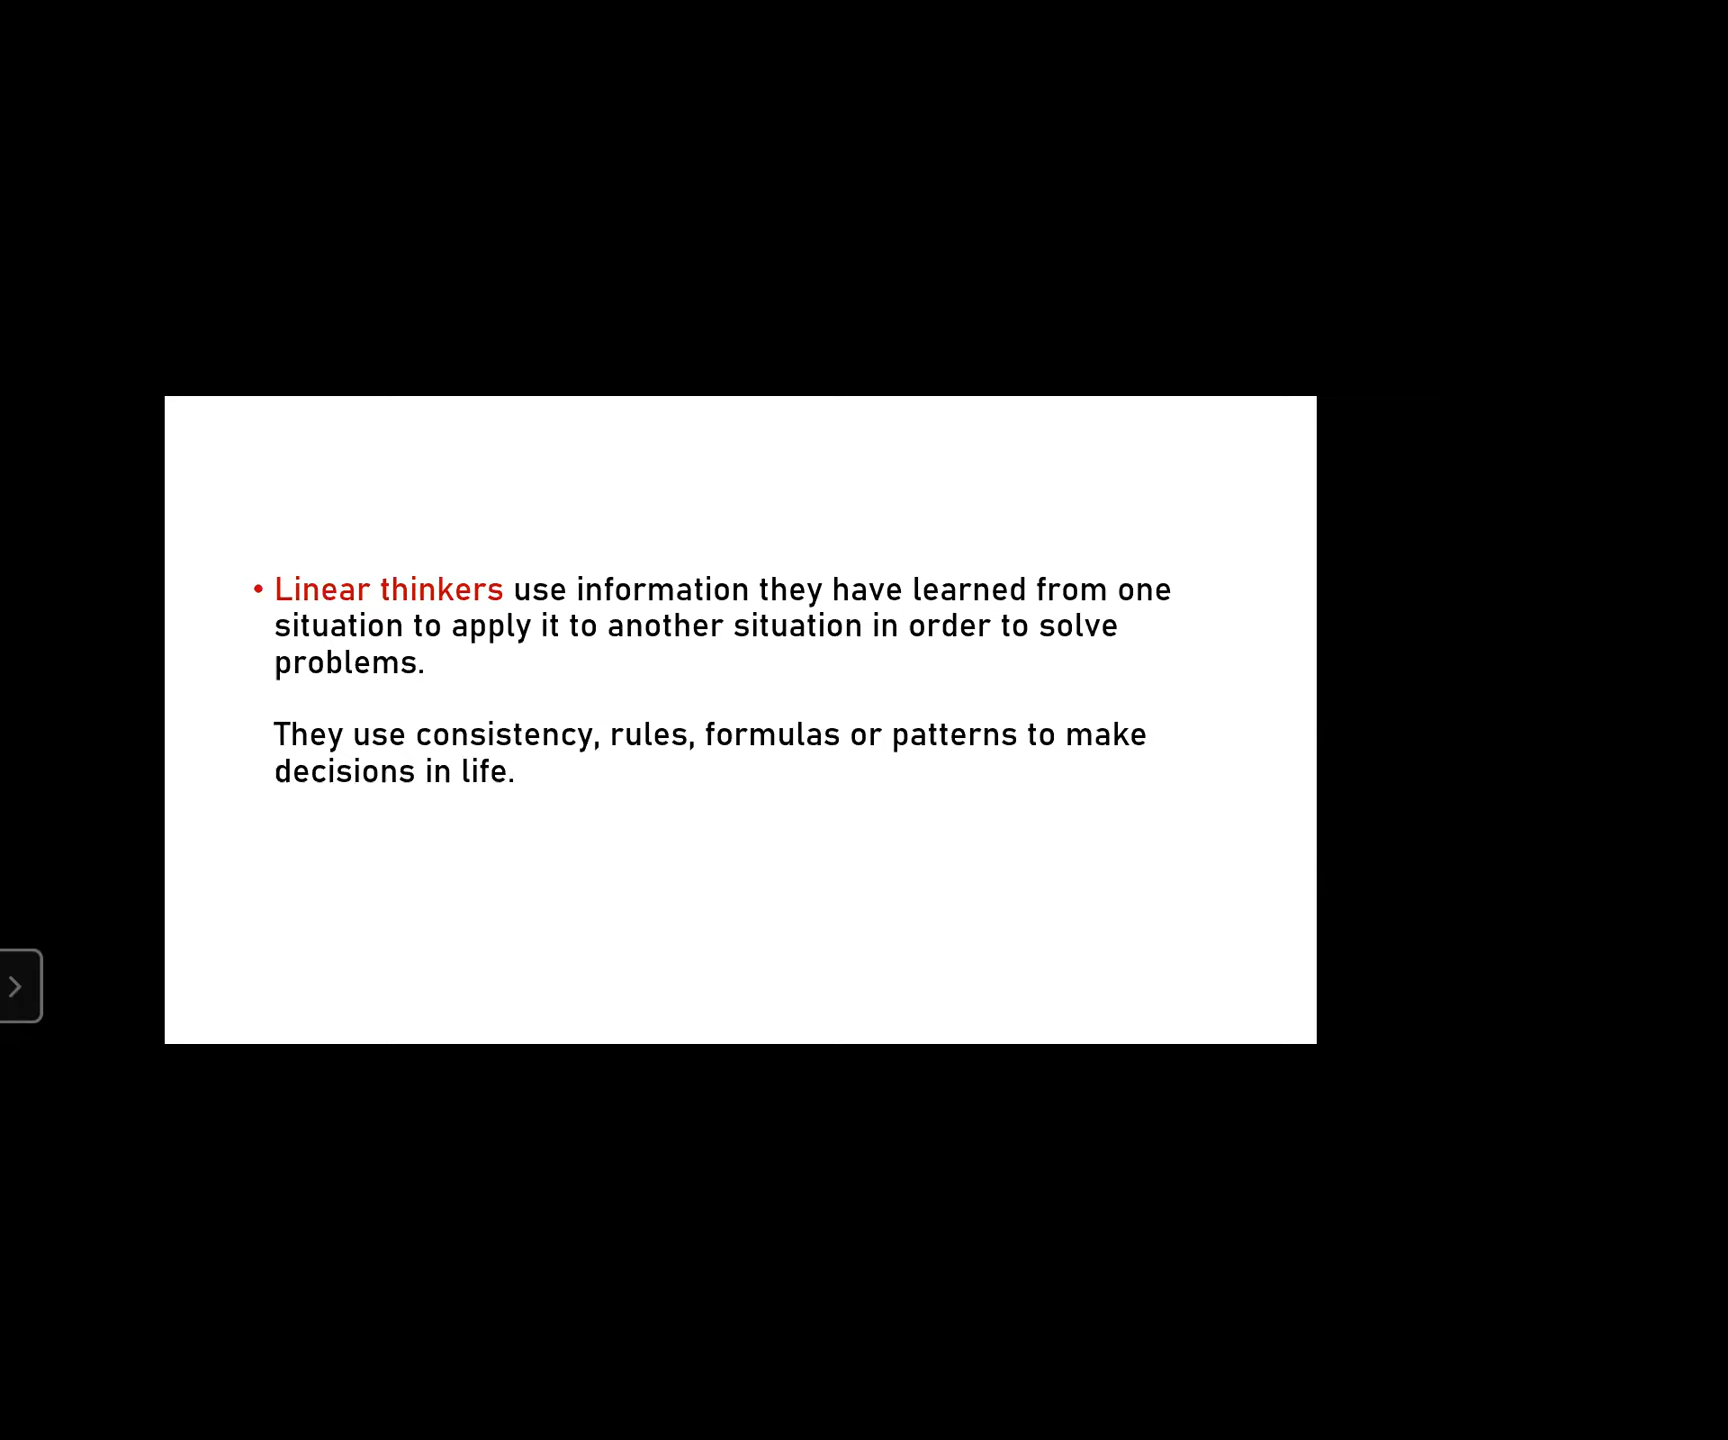 • Linear thinkers use information they have learned from one
situation to apply it to another situation in order to solve
problems.
They use consistency, rules, formulas or patterns to make
decisions in life.